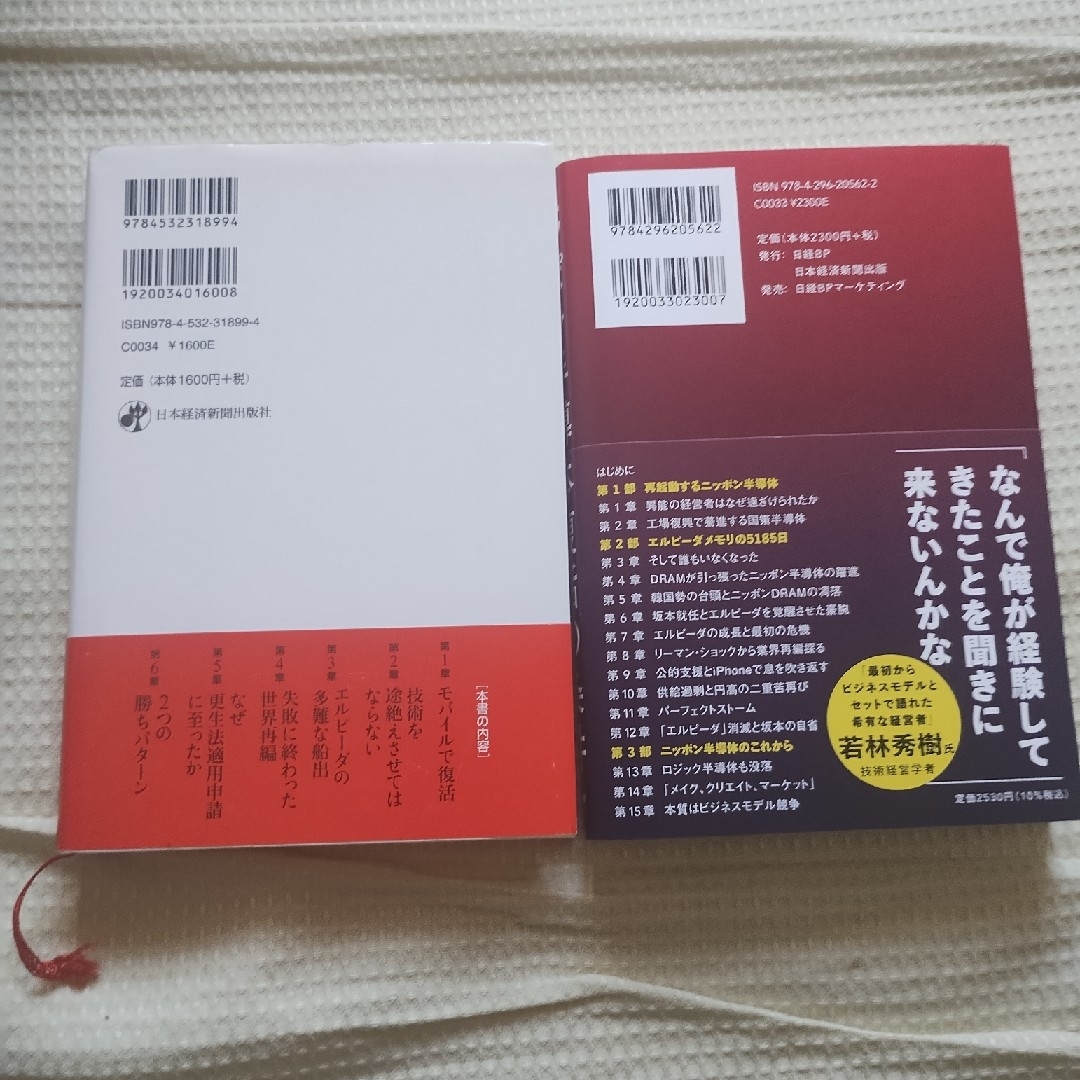 9784532318994
1920034016008
ISBN978-4-532-31899-4
C0034 ￥1600E
定価（本体1600円＋税）
日本経済新聞出版社
［本書の内容］
第1章 モバイルで復活
第2章 技術を
途絶えさせては
ならない
第3章 エルピーダの
多難な船出
第4章 失敗に終わった
世界再編
第5章 なぜ
更生法適用申請
に至ったか
第6章 2つの
勝ちパターン
9784296205622
1920033023007
ISBN 978-4-296-20562-2
C0033 ¥2300E
定価（本体2300円＋税）
発行：日経BP
日本経済新聞出版
発売：日経BPマーケティング
はじめに
第1部 再起動するニッポン半導体
第1章 異能の経営者はなぜ遠ざけられたか
第2章 工場復興で驀進する国策半導体
第2部 エルピーダメモリの5185日
第3章 そして誰もいなくなった
第4章 DRAMが引っ張ったニッポン半導体の躍進
第5章 韓国勢の台頭とニッポンDRAMの凋落
第6章 坂本就任とエルピーダを覚醒させた豪腕
第7章 エルピーダの成長と最初の危機
第8章 リーマン・ショックから業界再編探る
第9章 公的支援とiPhoneで息を吹き返す
第10章 供給過剰と円高の二重苦再び
第11章 パーフェクトストーム
第12章 「エルピーダ」消滅と坂本の自省
第3部 ニッポン半導体のこれから
第13章 ロジック半導体も没落
第14章 「メイク、クリエイト、マーケット」
第15章 本質はビジネスモデル競争
「なんで俺が経験して
きたことを聞きに
来ないんかな
「最初から
ビジネスモデルと
セットで語れた
希有な経営者」
若林秀樹氏
技術経営学者
定価2530円（10%税込）